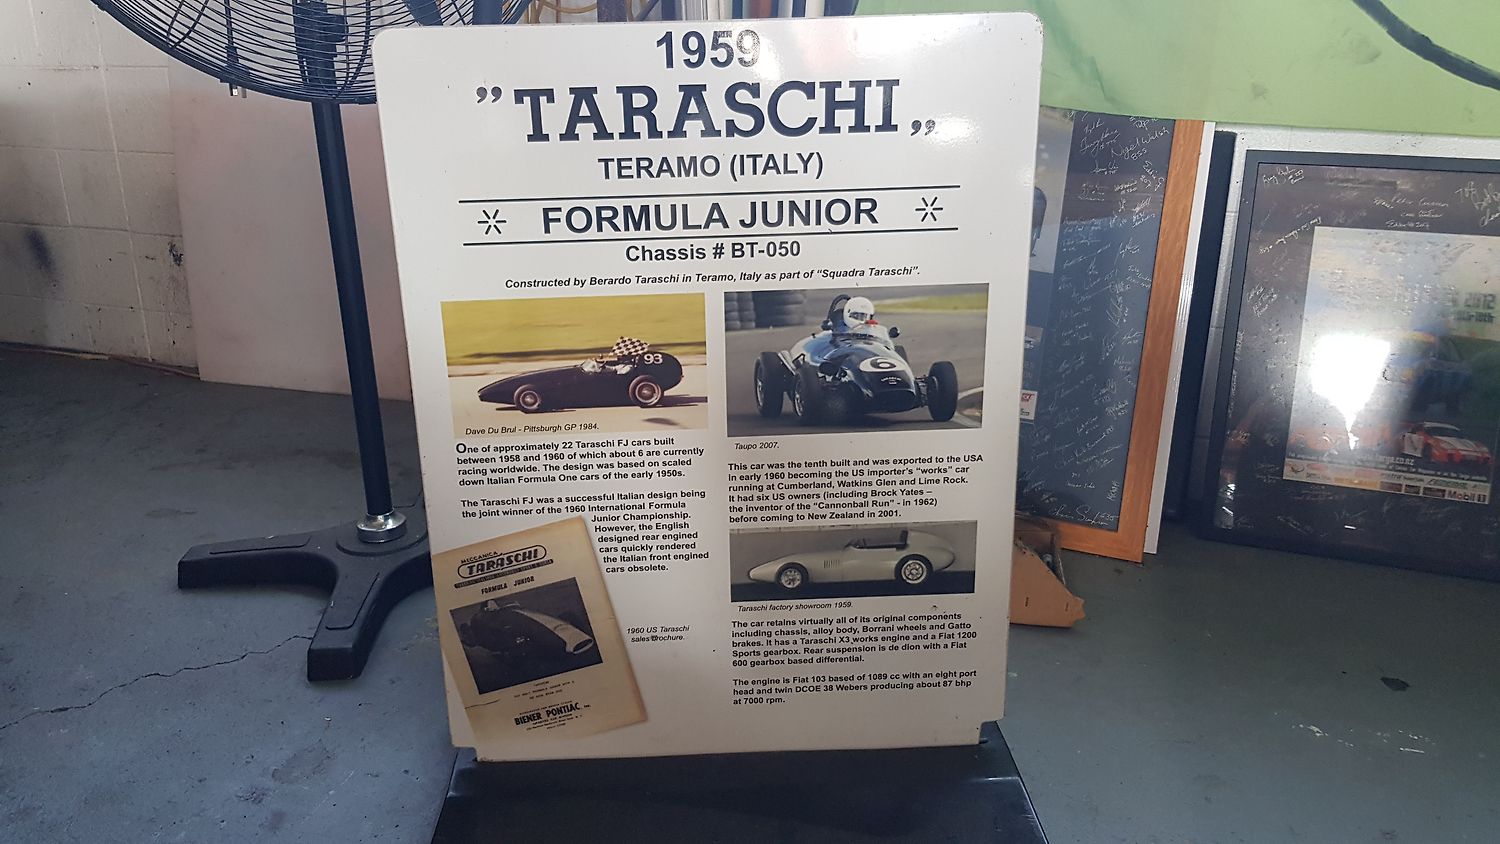 1959
”TARASCHI„
TERAMO (ITALY)
FORMULA JUNIOR
Chassis # BT-050
Constructed by Berardo Taraschi in Teramo, Italy as part of “Squadra Taraschi”.
93
Dave Du Brul - Pittsburgh GP 1984.
One of approximately 22 Taraschi FJ cars built
between 1958 and 1960 of which about 6 are currently
racing worldwide. The design was based on scaled
down Italian Formula One cars of the early 1950s.
The Taraschi FJ was a successful Italian design being
the joint winner of the 1960 International Formula
Junior Championship.
However, the English
designed rear engined
cars quickly rendered
the Italian front engined
cars obsolete.
MECCANICA
TARASCHI
FORMULA JUNIOR
BIENER PONTIAC, Inc.
1960 US Taraschi
sales brochure.
6
Taupo 2007.
This car was the tenth built and was exported to the USA
in early 1960 becoming the US importer's “works” car
running at Cumberland, Watkins Glen and Lime Rock.
It had six US owners (including Brock Yates –
the inventor of the “Cannonball Run” - in 1962)
before coming to New Zealand in 2001.
Taraschi factory showroom 1959.
The car retains virtually all of its original components
including chassis, alloy body, Borrani wheels and Gatto
brakes. It has a Taraschi X3 works engine and a Fiat 1200
Sports gearbox. Rear suspension is de dion with a Fiat
600 gearbox based differential.
The engine is Fiat 103 based of 1089 cc with an eight port
head and twin DCOE 38 Webers producing about 87 bhp
at 7000 rpm.
Nigel Walsh
Mobil 1